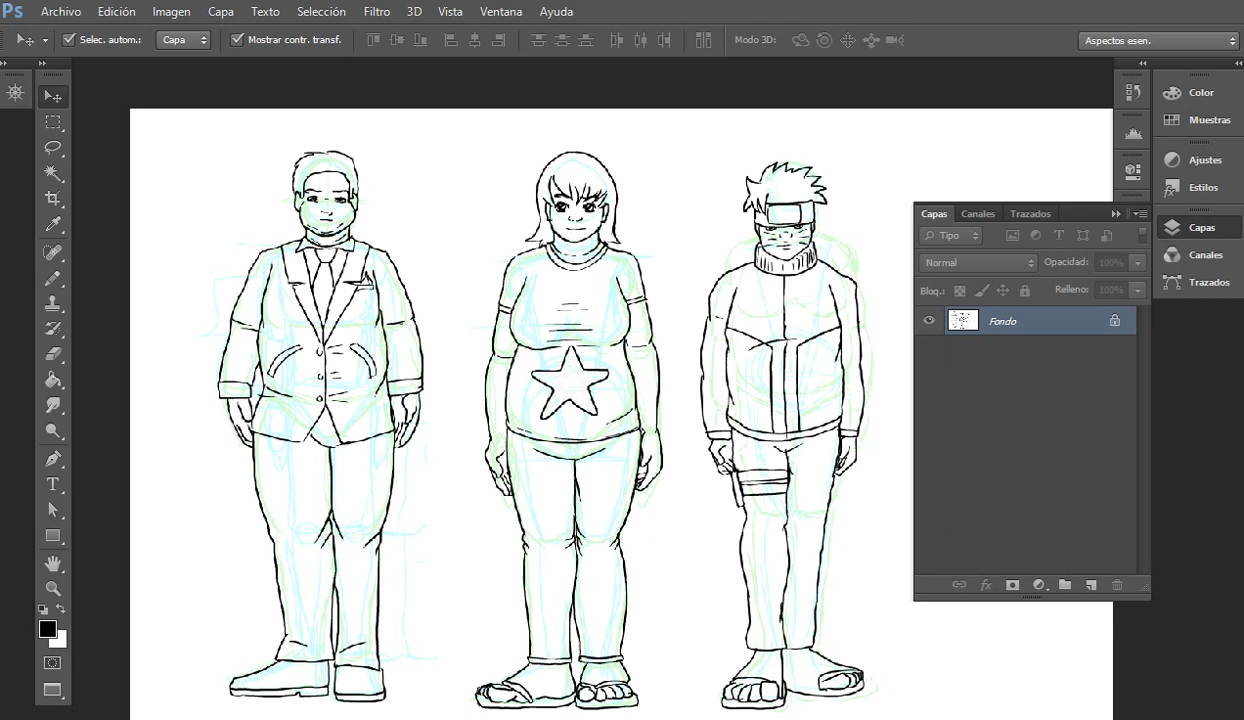 Ps Archivo Edición Imagen Capa Texto Selección Filtro 3D Vista Ventana Ayuda
Selec. autom.: Capa Mostrar contr. transf. Modo 3D: Aspectos esen.
Color
Muestras
Ajustes
Estilos
Capas
Canales
Trazados
Capas Canales Trazados
Tipo
Normal Opacidad: 100%
Bloq.: Relleno: 100%
Fondo
fx